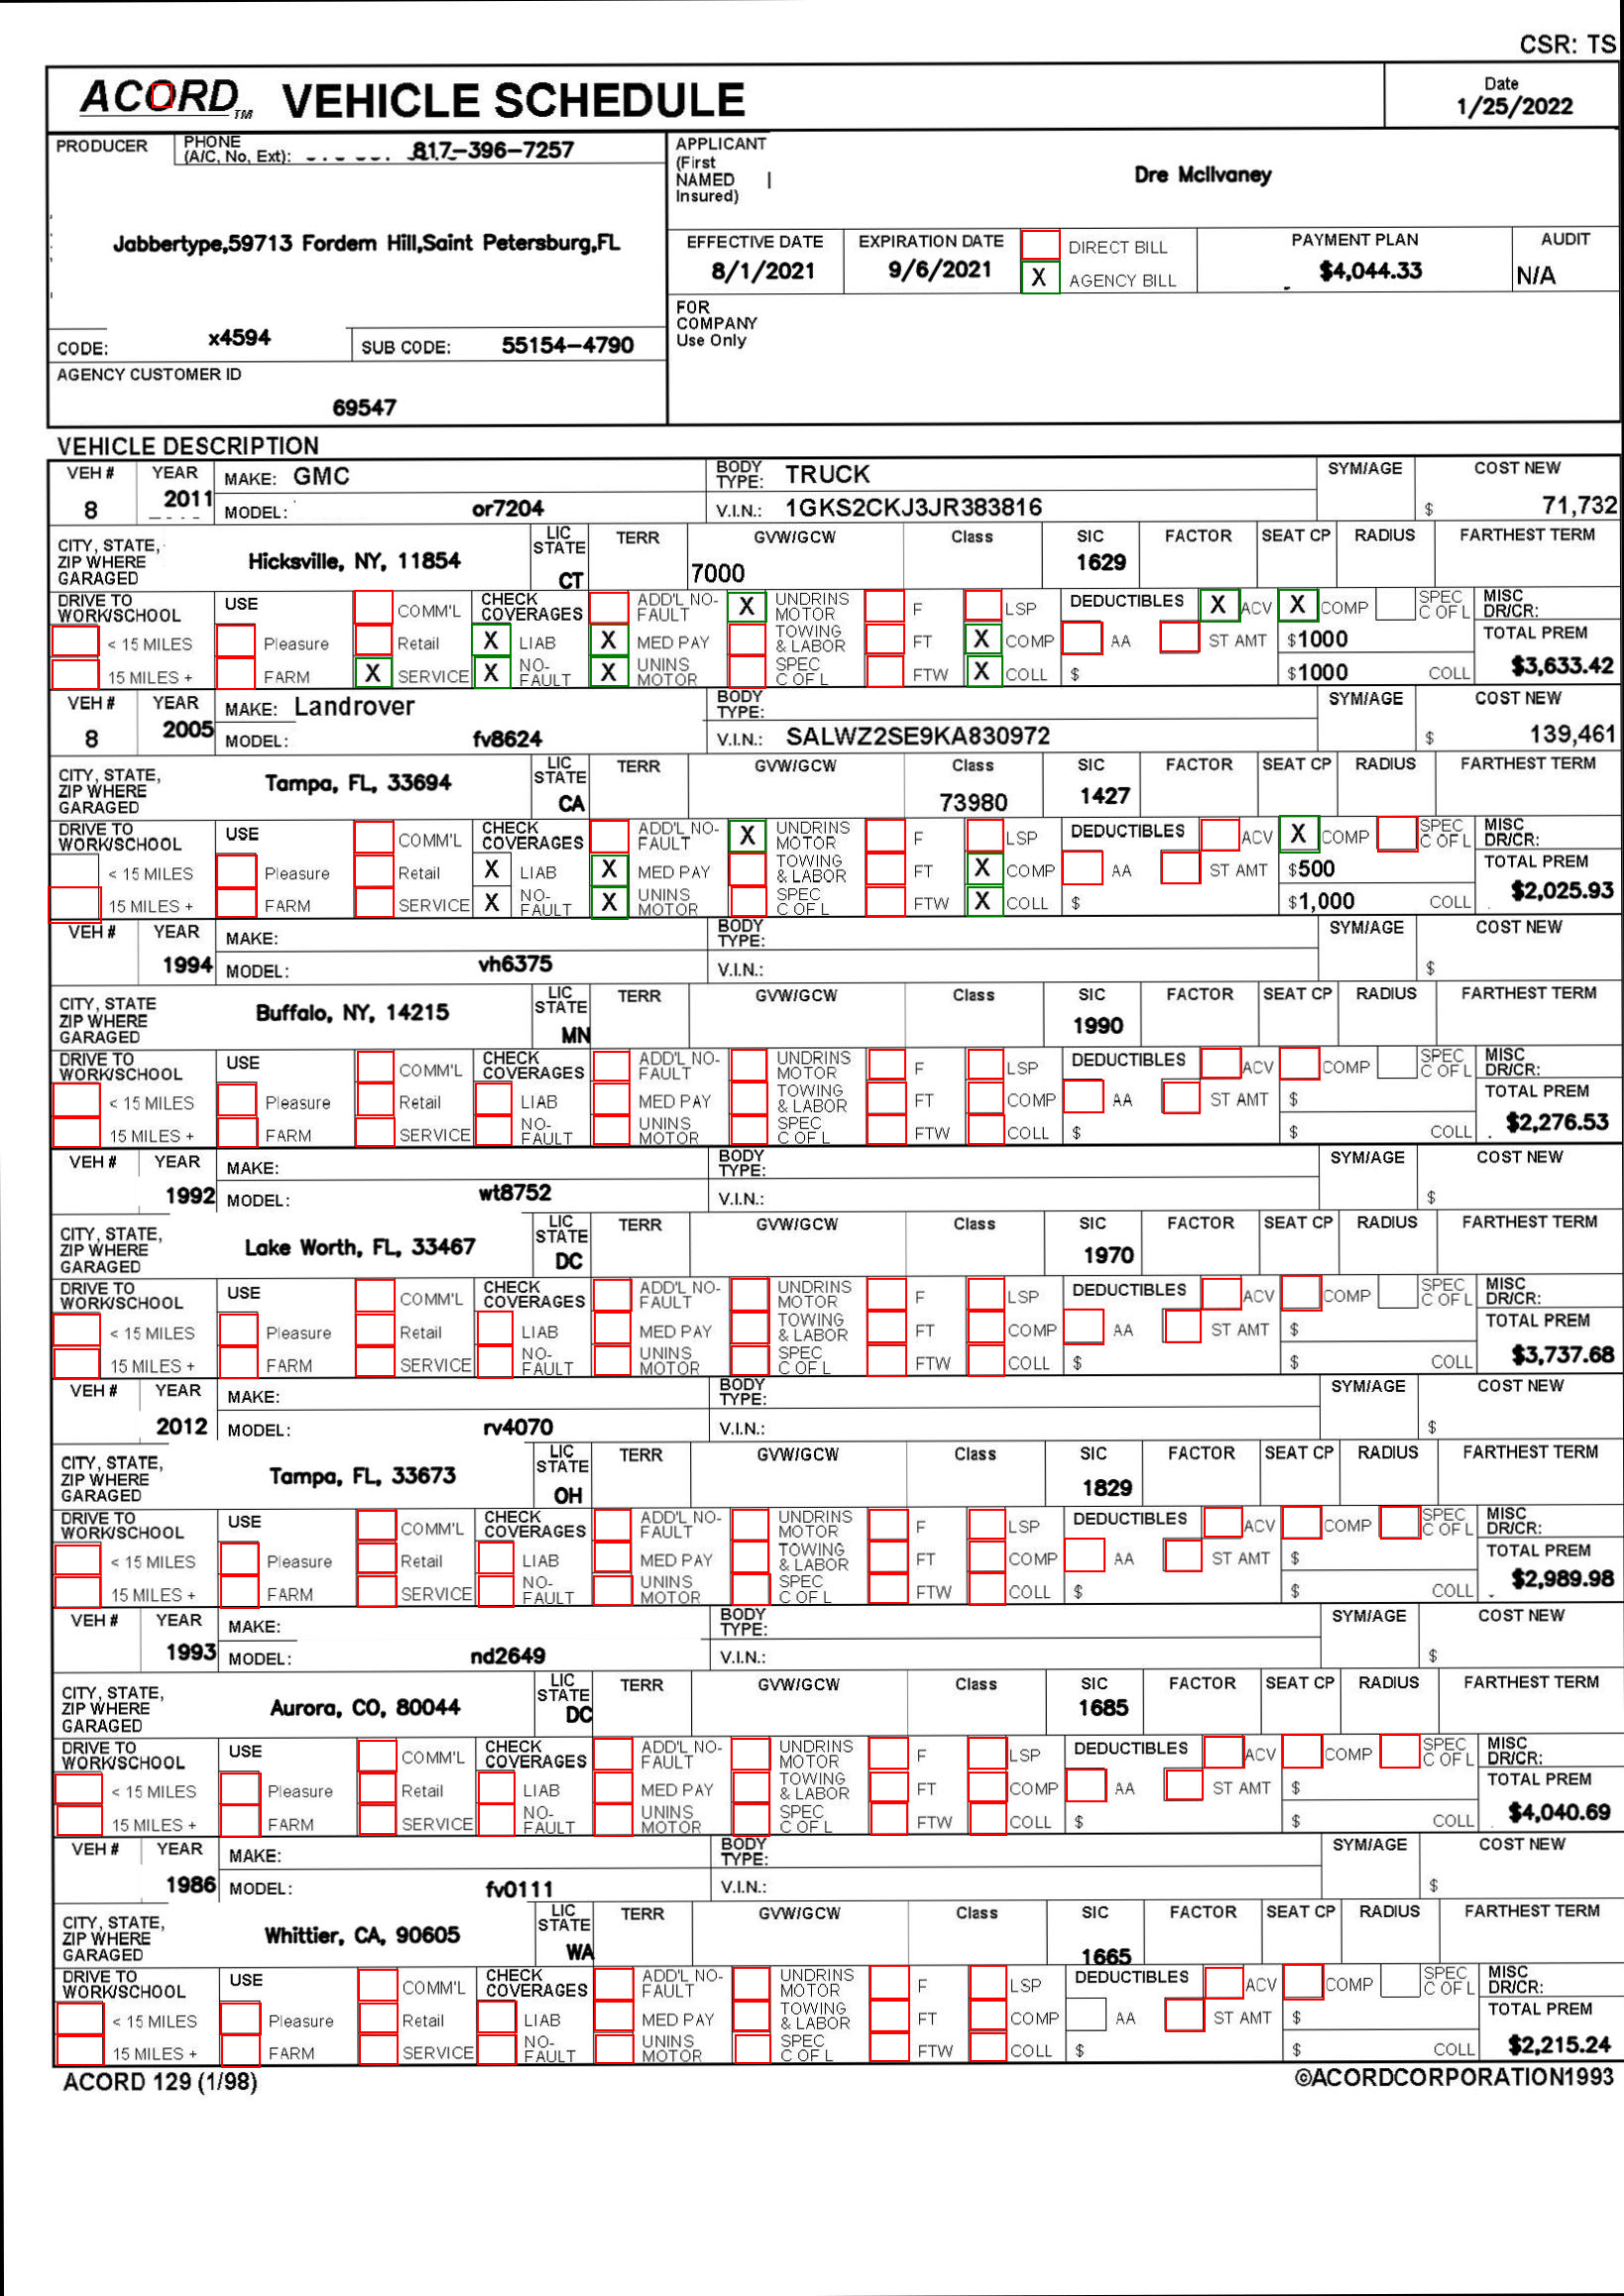 CSR: TS
ACORD TM VEHICLE SCHEDULE
Date
1/25/2022
PRODUCER
PHONE
(A/C, No, Ext): 817-396-7257
Jabbertype,59713 Fordem Hill,Saint Petersburg,FL
CODE: x4594
SUB CODE: 55154-4790
AGENCY CUSTOMER ID
69547
APPLICANT
(First
NAMED
Insured)
Dre McIlvaney
EFFECTIVE DATE
8/1/2021
EXPIRATION DATE
9/6/2021
DIRECT BILL
X AGENCY BILL
PAYMENT PLAN
$4,044.33
AUDIT
N/A
FOR
COMPANY
Use Only
VEHICLE DESCRIPTION
VEH # YEAR MAKE: GMC BODY TYPE: TRUCK SYM/AGE COST NEW
8 2011 MODEL: or7204 V.I.N.: 1GKS2CKJ3JR383816 $ 71,732
CITY, STATE, ZIP WHERE GARAGED Hicksville, NY, 11854 LIC STATE CT TERR GVW/GCW 7000 Class SIC 1629 FACTOR SEAT CP RADIUS FARTHEST TERM
DRIVE TO WORK/SCHOOL USE COMM'L CHECK COVERAGES ADD'L NO-FAULT X UNDRINS MOTOR F LSP DEDUCTIBLES X ACV X COMP SPEC C OF L MISC DR/CR:
< 15 MILES Pleasure Retail X LIAB X MED PAY TOWING & LABOR FT X COMP AA ST AMT $1000 TOTAL PREM
15 MILES + FARM X SERVICE X NO-FAULT X UNINS MOTOR SPEC C OF L FTW X COLL $ $1000 COLL $3,633.42
VEH # YEAR MAKE: Landrover BODY TYPE: SYM/AGE COST NEW
8 2005 MODEL: fv8624 V.I.N.: SALWZ2SE9KA830972 $ 139,461
CITY, STATE, ZIP WHERE GARAGED Tampa, FL, 33694 LIC STATE CA TERR GVW/GCW Class 73980 SIC 1427 FACTOR SEAT CP RADIUS FARTHEST TERM
DRIVE TO WORK/SCHOOL USE COMM'L CHECK COVERAGES ADD'L NO-FAULT X UNDRINS MOTOR F LSP DEDUCTIBLES ACV X COMP SPEC C OF L MISC DR/CR:
< 15 MILES Pleasure Retail X LIAB X MED PAY TOWING & LABOR FT X COMP AA ST AMT $500 TOTAL PREM
15 MILES + FARM SERVICE X NO-FAULT X UNINS MOTOR SPEC C OF L FTW X COLL $ $1,000 COLL $2,025.93
VEH # YEAR MAKE: BODY TYPE: SYM/AGE COST NEW
1994 MODEL: vh6375 V.I.N.: $
CITY, STATE ZIP WHERE GARAGED Buffalo, NY, 14215 LIC STATE MN TERR GVW/GCW Class SIC 1990 FACTOR SEAT CP RADIUS FARTHEST TERM
DRIVE TO WORK/SCHOOL USE COMM'L CHECK COVERAGES ADD'L NO-FAULT UNDRINS MOTOR F LSP DEDUCTIBLES ACV COMP SPEC C OF L MISC DR/CR:
< 15 MILES Pleasure Retail LIAB MED PAY TOWING & LABOR FT COMP AA ST AMT $ TOTAL PREM
15 MILES + FARM SERVICE NO-FAULT UNINS MOTOR SPEC C OF L FTW COLL $ $ COLL $2,276.53
VEH # YEAR MAKE: BODY TYPE: SYM/AGE COST NEW
1992 MODEL: wt8752 V.I.N.: $
CITY, STATE, ZIP WHERE GARAGED Lake Worth, FL, 33467 LIC STATE DC TERR GVW/GCW Class SIC 1970 FACTOR SEAT CP RADIUS FARTHEST TERM
DRIVE TO WORK/SCHOOL USE COMM'L CHECK COVERAGES ADD'L NO-FAULT UNDRINS MOTOR F LSP DEDUCTIBLES ACV COMP SPEC C OF L MISC DR/CR:
< 15 MILES Pleasure Retail LIAB MED PAY TOWING & LABOR FT COMP AA ST AMT $ TOTAL PREM
15 MILES + FARM SERVICE NO-FAULT UNINS MOTOR SPEC C OF L FTW COLL $ $ COLL $3,737.68
VEH # YEAR MAKE: BODY TYPE: SYM/AGE COST NEW
2012 MODEL: rv4070 V.I.N.: $
CITY, STATE, ZIP WHERE GARAGED Tampa, FL, 33673 LIC STATE OH TERR GVW/GCW Class SIC 1829 FACTOR SEAT CP RADIUS FARTHEST TERM
DRIVE TO WORK/SCHOOL USE COMM'L CHECK COVERAGES ADD'L NO-FAULT UNDRINS MOTOR F LSP DEDUCTIBLES ACV COMP SPEC C OF L MISC DR/CR:
< 15 MILES Pleasure Retail LIAB MED PAY TOWING & LABOR FT COMP AA ST AMT $ TOTAL PREM
15 MILES + FARM SERVICE NO-FAULT UNINS MOTOR SPEC C OF L FTW COLL $ $ COLL $2,989.98
VEH # YEAR MAKE: BODY TYPE: SYM/AGE COST NEW
1993 MODEL: nd2649 V.I.N.: $
CITY, STATE, ZIP WHERE GARAGED Aurora, CO, 80044 LIC STATE DC TERR GVW/GCW Class SIC 1685 FACTOR SEAT CP RADIUS FARTHEST TERM
DRIVE TO WORK/SCHOOL USE COMM'L CHECK COVERAGES ADD'L NO-FAULT UNDRINS MOTOR F LSP DEDUCTIBLES ACV COMP SPEC C OF L MISC DR/CR:
< 15 MILES Pleasure Retail LIAB MED PAY TOWING & LABOR FT COMP AA ST AMT $ TOTAL PREM
15 MILES + FARM SERVICE NO-FAULT UNINS MOTOR SPEC C OF L FTW COLL $ $ COLL $4,040.69
VEH # YEAR MAKE: BODY TYPE: SYM/AGE COST NEW
1986 MODEL: fv0111 V.I.N.: $
CITY, STATE, ZIP WHERE GARAGED Whittier, CA, 90605 LIC STATE WA TERR GVW/GCW Class SIC 1665 FACTOR SEAT CP RADIUS FARTHEST TERM
DRIVE TO WORK/SCHOOL USE COMM'L CHECK COVERAGES ADD'L NO-FAULT UNDRINS MOTOR F LSP DEDUCTIBLES ACV COMP SPEC C OF L MISC DR/CR:
< 15 MILES Pleasure Retail LIAB MED PAY TOWING & LABOR FT COMP AA ST AMT $ TOTAL PREM
15 MILES + FARM SERVICE NO-FAULT UNINS MOTOR SPEC C OF L FTW COLL $ $ COLL $2,215.24
ACORD 129 (1/98)
©ACORDCORPORATION1993